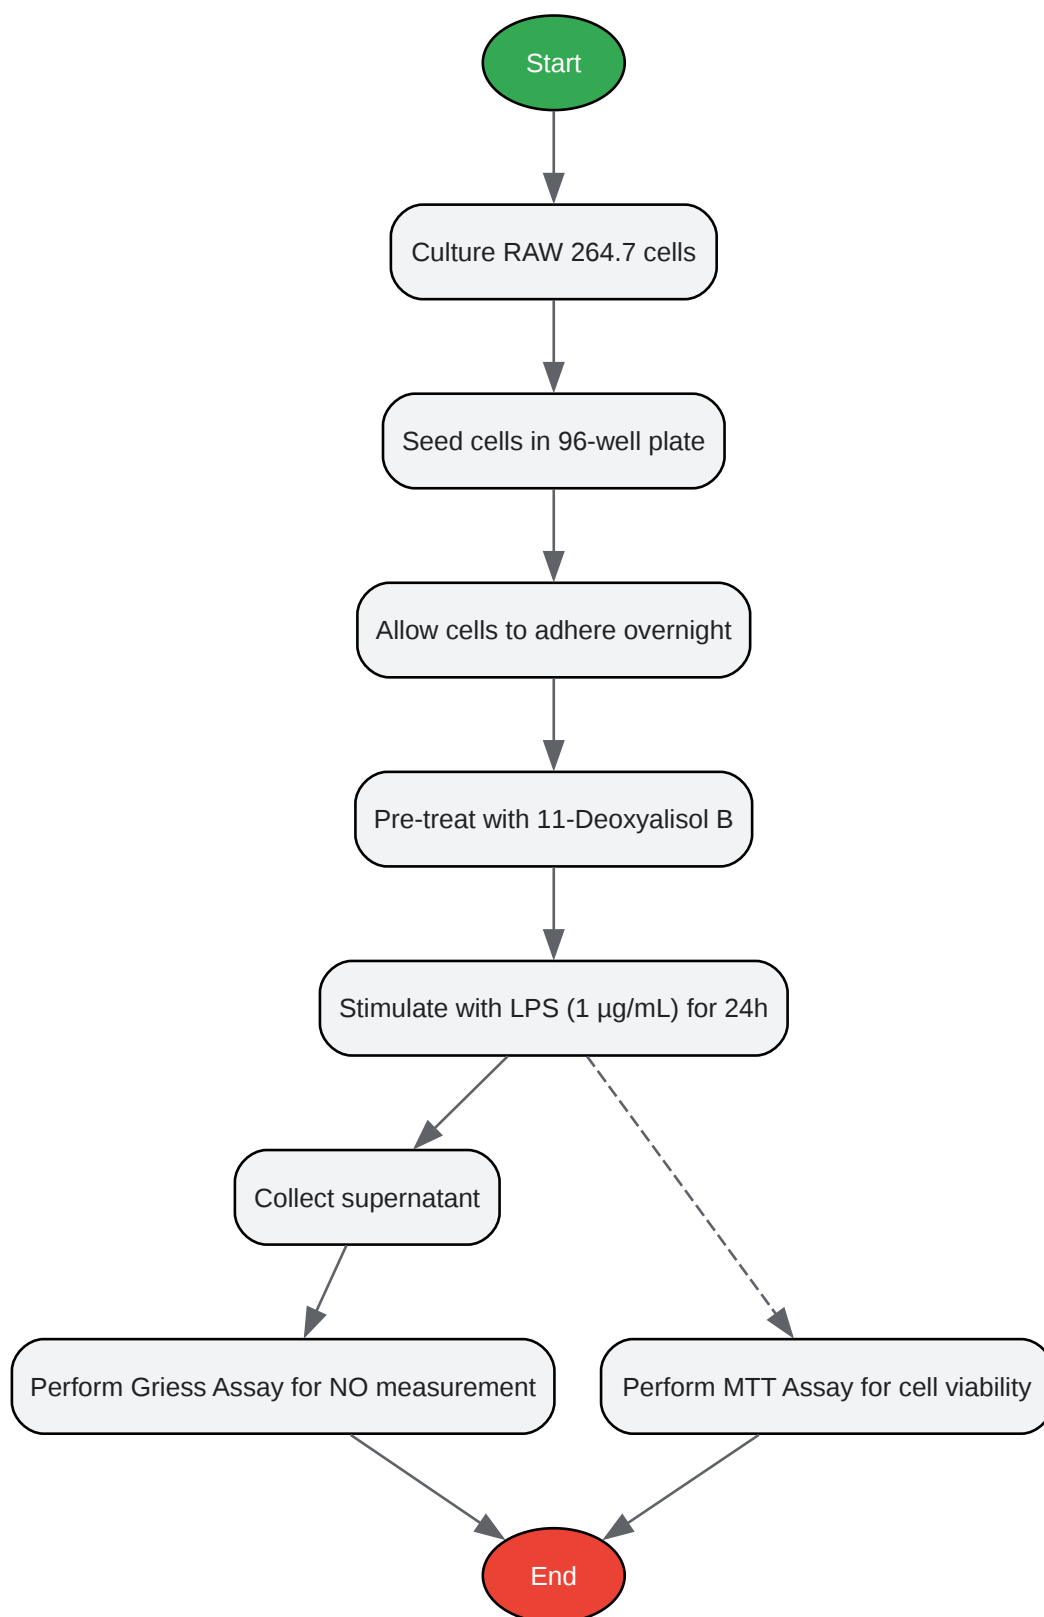 Start
Culture RAW 264.7 cells
Seed cells in 96-well plate
Allow cells to adhere overnight
Pre-treat with 11-Deoxyalisol B
Stimulate with LPS (1 µg/mL) for 24h
Collect supernatant
Perform Griess Assay for NO measurement
Perform MTT Assay for cell viability
End